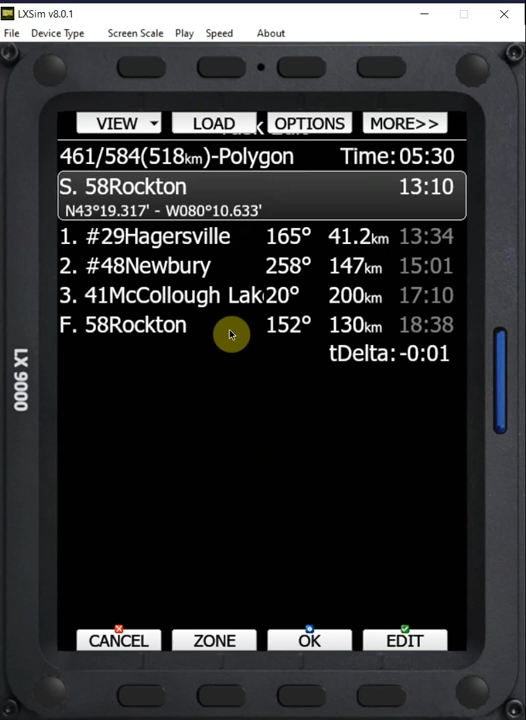 LXSim v8.0.1
File Device Type Screen Scale Play Speed About
VIEW LOAD OPTIONS MORE>>
461/584(518km)-Polygon Time:05:30
S. 58Rockton 13:10
N43°19.317' - W080°10.633'
1. #29Hagersville 165° 41.2km 13:34
2. #48Newbury 258° 147km 15:01
3. 41McCollough Lak 20° 200km 17:10
F. 58Rockton 152° 130km 18:38
tDelta:-0:01
LX 9000
CANCEL ZONE OK EDIT